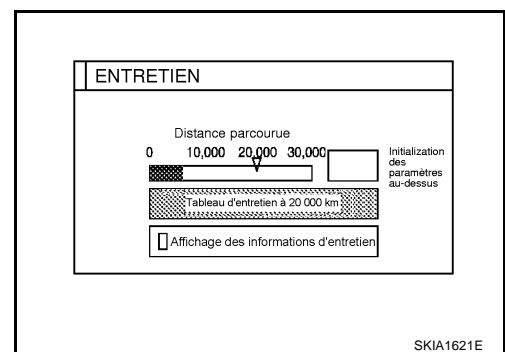 ENTRETIEN
Distance parcourue
0 10,000 20,000 30,000
Initialization
des
paramètres
au-dessus
Tableau d'entretien à 20 000 km
Affichage des informations d'entretien
SKIA1621E